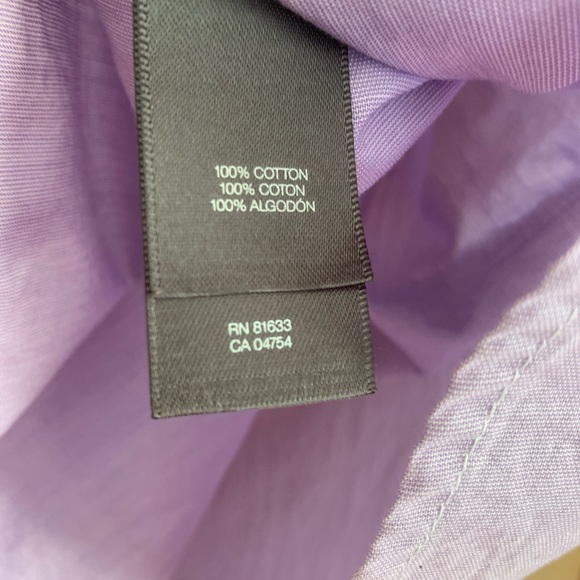 100% COTTON
100% COTON
100% ALGODÓN
RN 81633
CA 04754